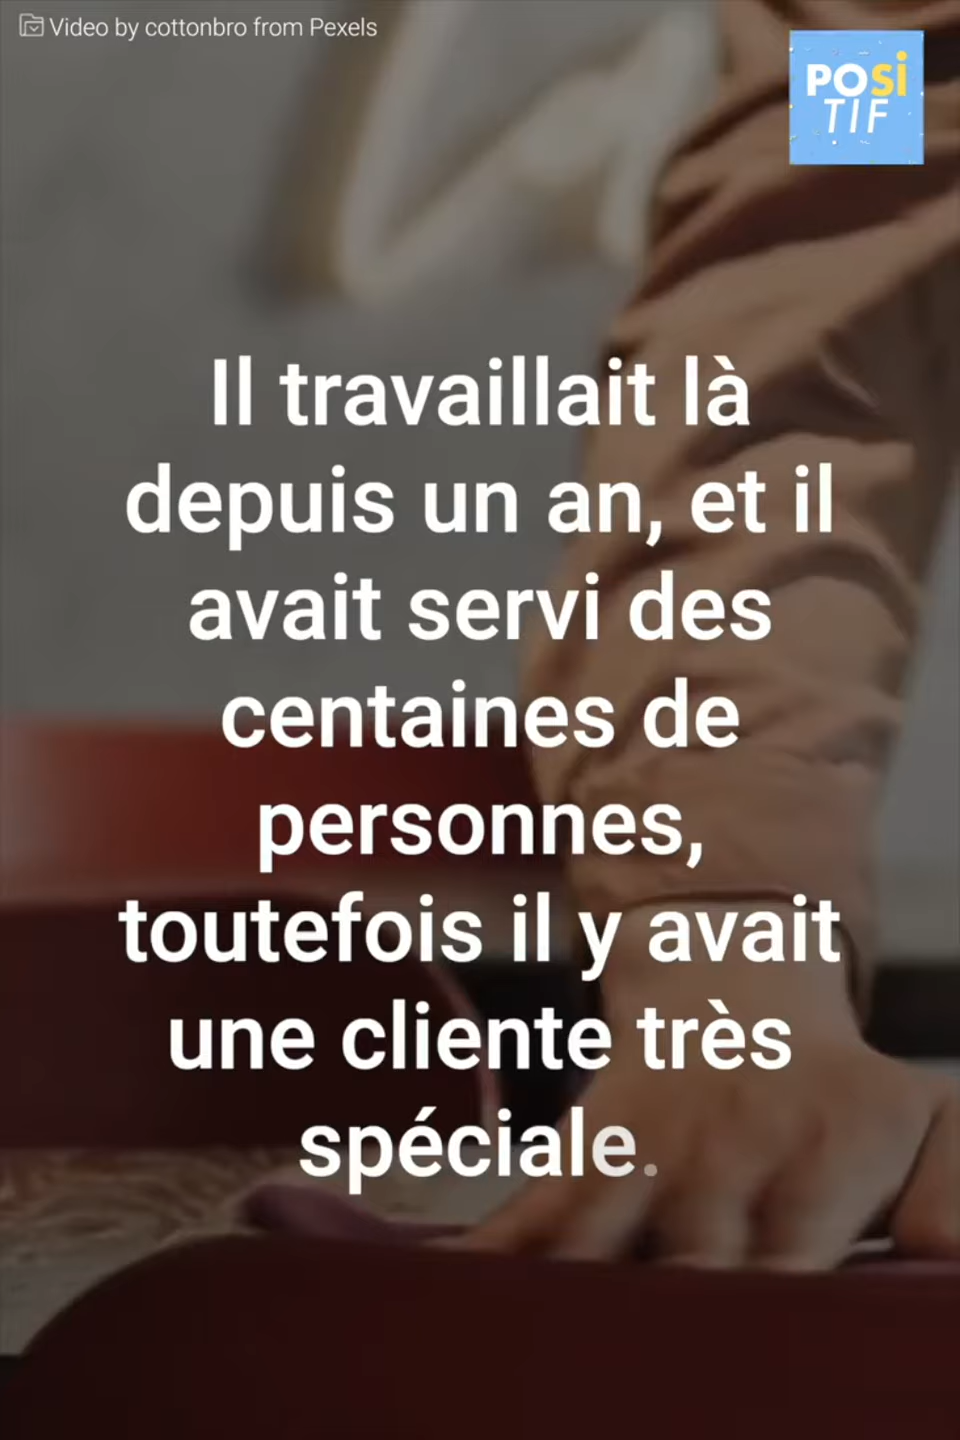 Video by cottonbro from Pexels
POSi
TIF
Il travaillait là
depuis un an, et il
avait servi des
centaines de
personnes,
toutefois il y avait
une cliente très
spéciale.